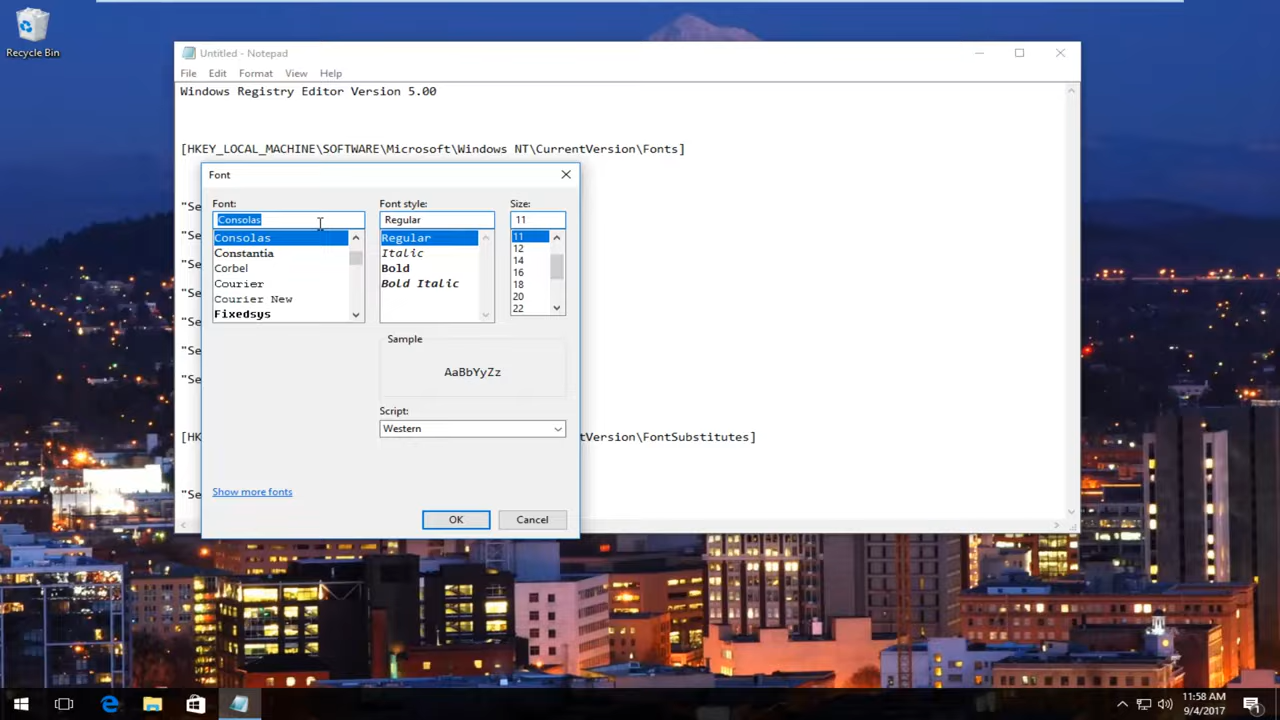 Recycle Bin
Untitled - Notepad
File Edit Format View Help
Windows Registry Editor Version 5.00
[HKEY_LOCAL_MACHINE\SOFTWARE\Microsoft\Windows NT\CurrentVersion\Fonts]
Font
"Se
Font: Font style: Size:
Consolas Regular 11
"Se
Consolas Regular 11
Constantia Italic 12
"Se
Corbel Bold 14
Courier Bold Italic 16
"Se
Courier New 18
Fixedsys 20
22
"Se
Sample
"Se
AaBbYyZz
"Se
Script:
Western
[HK
tVersion\FontSubstitutes]
Show more fonts
"Se
OK Cancel
11:58 AM
9/4/2017
1